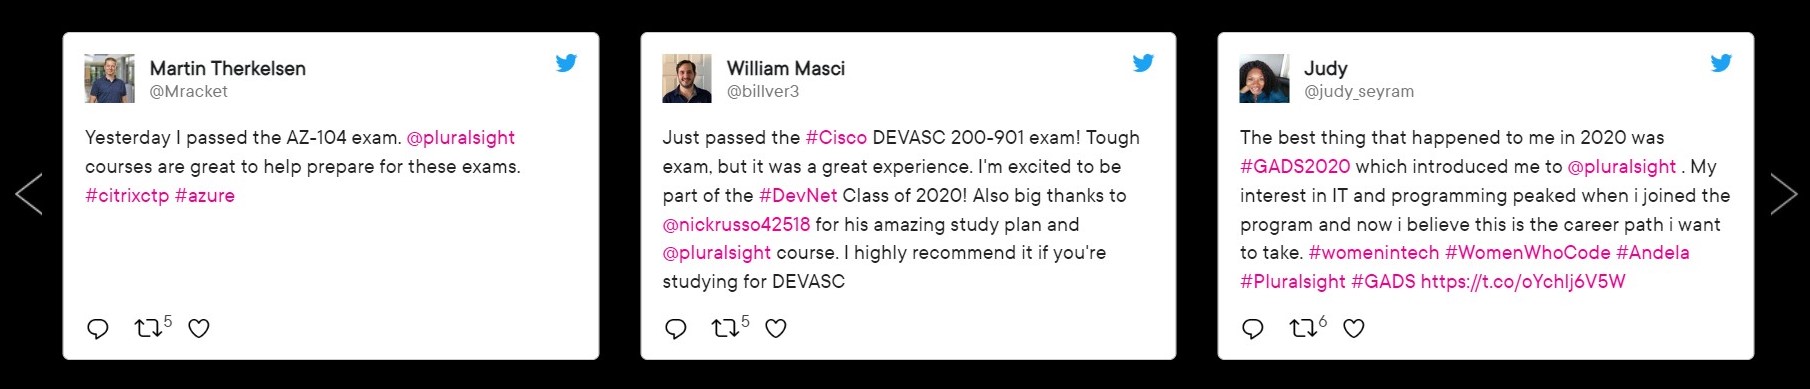 Martin Therkelsen
@Mracket
Yesterday I passed the AZ-104 exam. @pluralsight
courses are great to help prepare for these exams.
#citrixctp #azure
5
William Masci
@billver3
Just passed the #Cisco DEVASC 200-901 exam! Tough
exam, but it was a great experience. I'm excited to be
part of the #DevNet Class of 2020! Also big thanks to
@nickrusso42518 for his amazing study plan and
@pluralsight course. I highly recommend it if you're
studying for DEVASC
5
Judy
@judy_seyram
The best thing that happened to me in 2020 was
#GADS2020 which introduced me to @pluralsight . My
interest in IT and programming peaked when i joined the
program and now i believe this is the career path i want
to take. #womenintech #WomenWhoCode #Andela
#Pluralsight #GADS https://t.co/oYchlj6V5W
6